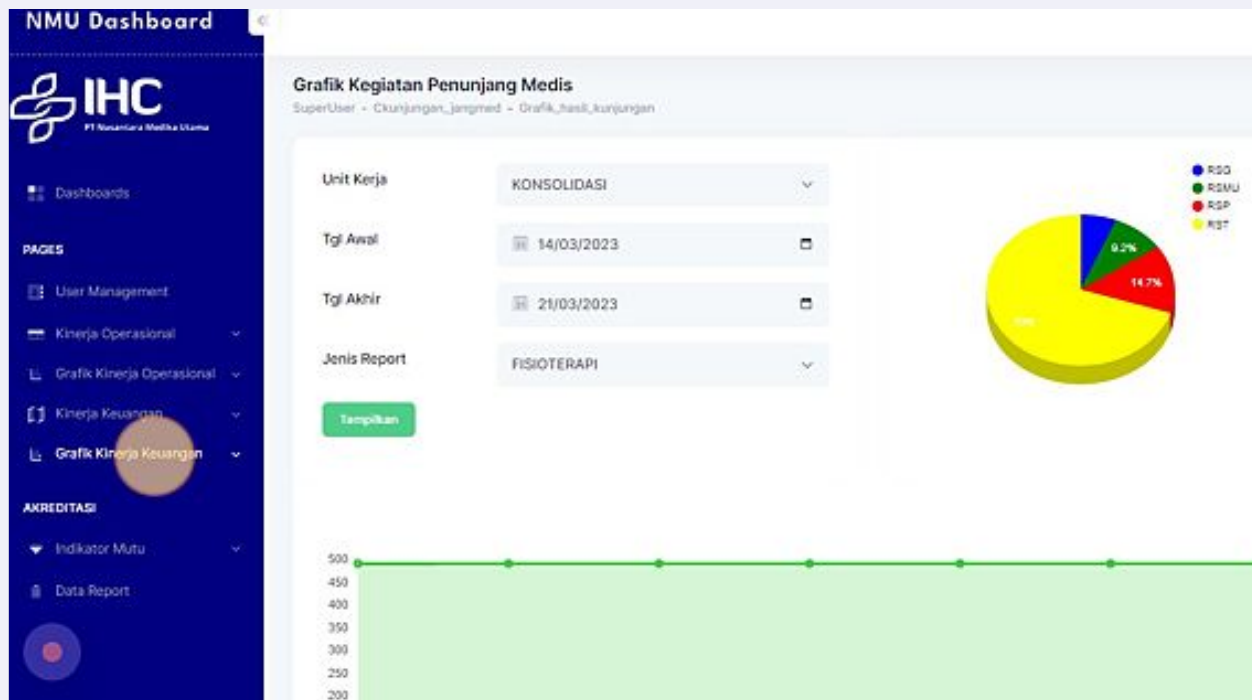 NMU Dashboard
IHC
PT Nusantara Medika Utama
Dashboards
PAGES
User Management
Kinerja Operasional
Grafik Kinerja Operasional
Kinerja Keuangan
Grafik Kinerja Keuangan
AKREDITASI
Indikator Mutu
Data Report
Grafik Kegiatan Penunjang Medis
SuperUser - Ckunjungan_jangmed - Grafik_hasil_kunjungan
Unit Kerja
KONSOLIDASI
Tgl Awal
14/03/2023
Tgl Akhir
21/03/2023
Jenis Report
FISIOTERAPI
Tampilkan
RSG
RSMU
RSP
RST
9.2%
14.7%
500
450
400
350
300
250
200